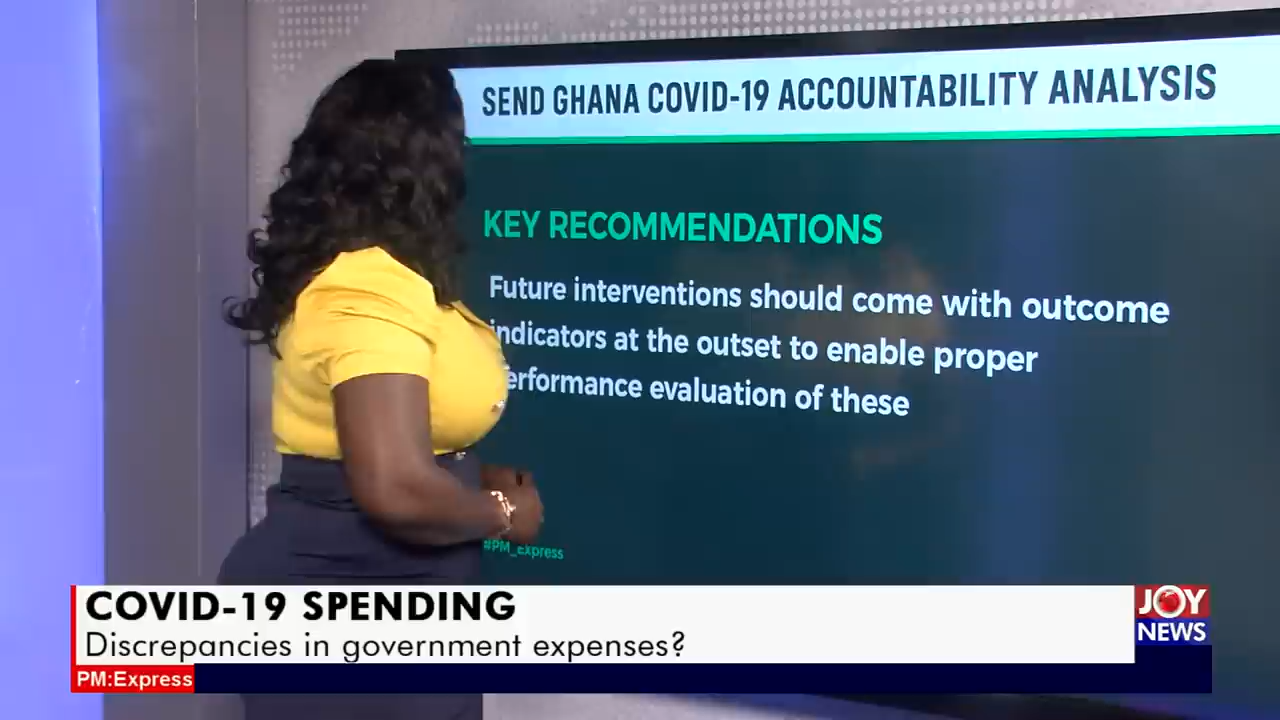 SEND GHANA COVID-19 ACCOUNTABILITY ANALYSIS
KEY RECOMMENDATIONS
Future interventions should come with outcome
indicators at the outset to enable proper
performance evaluation of these
#PM_Express
COVID-19 SPENDING
Discrepancies in government expenses?
JOY
NEWS
PM:Express